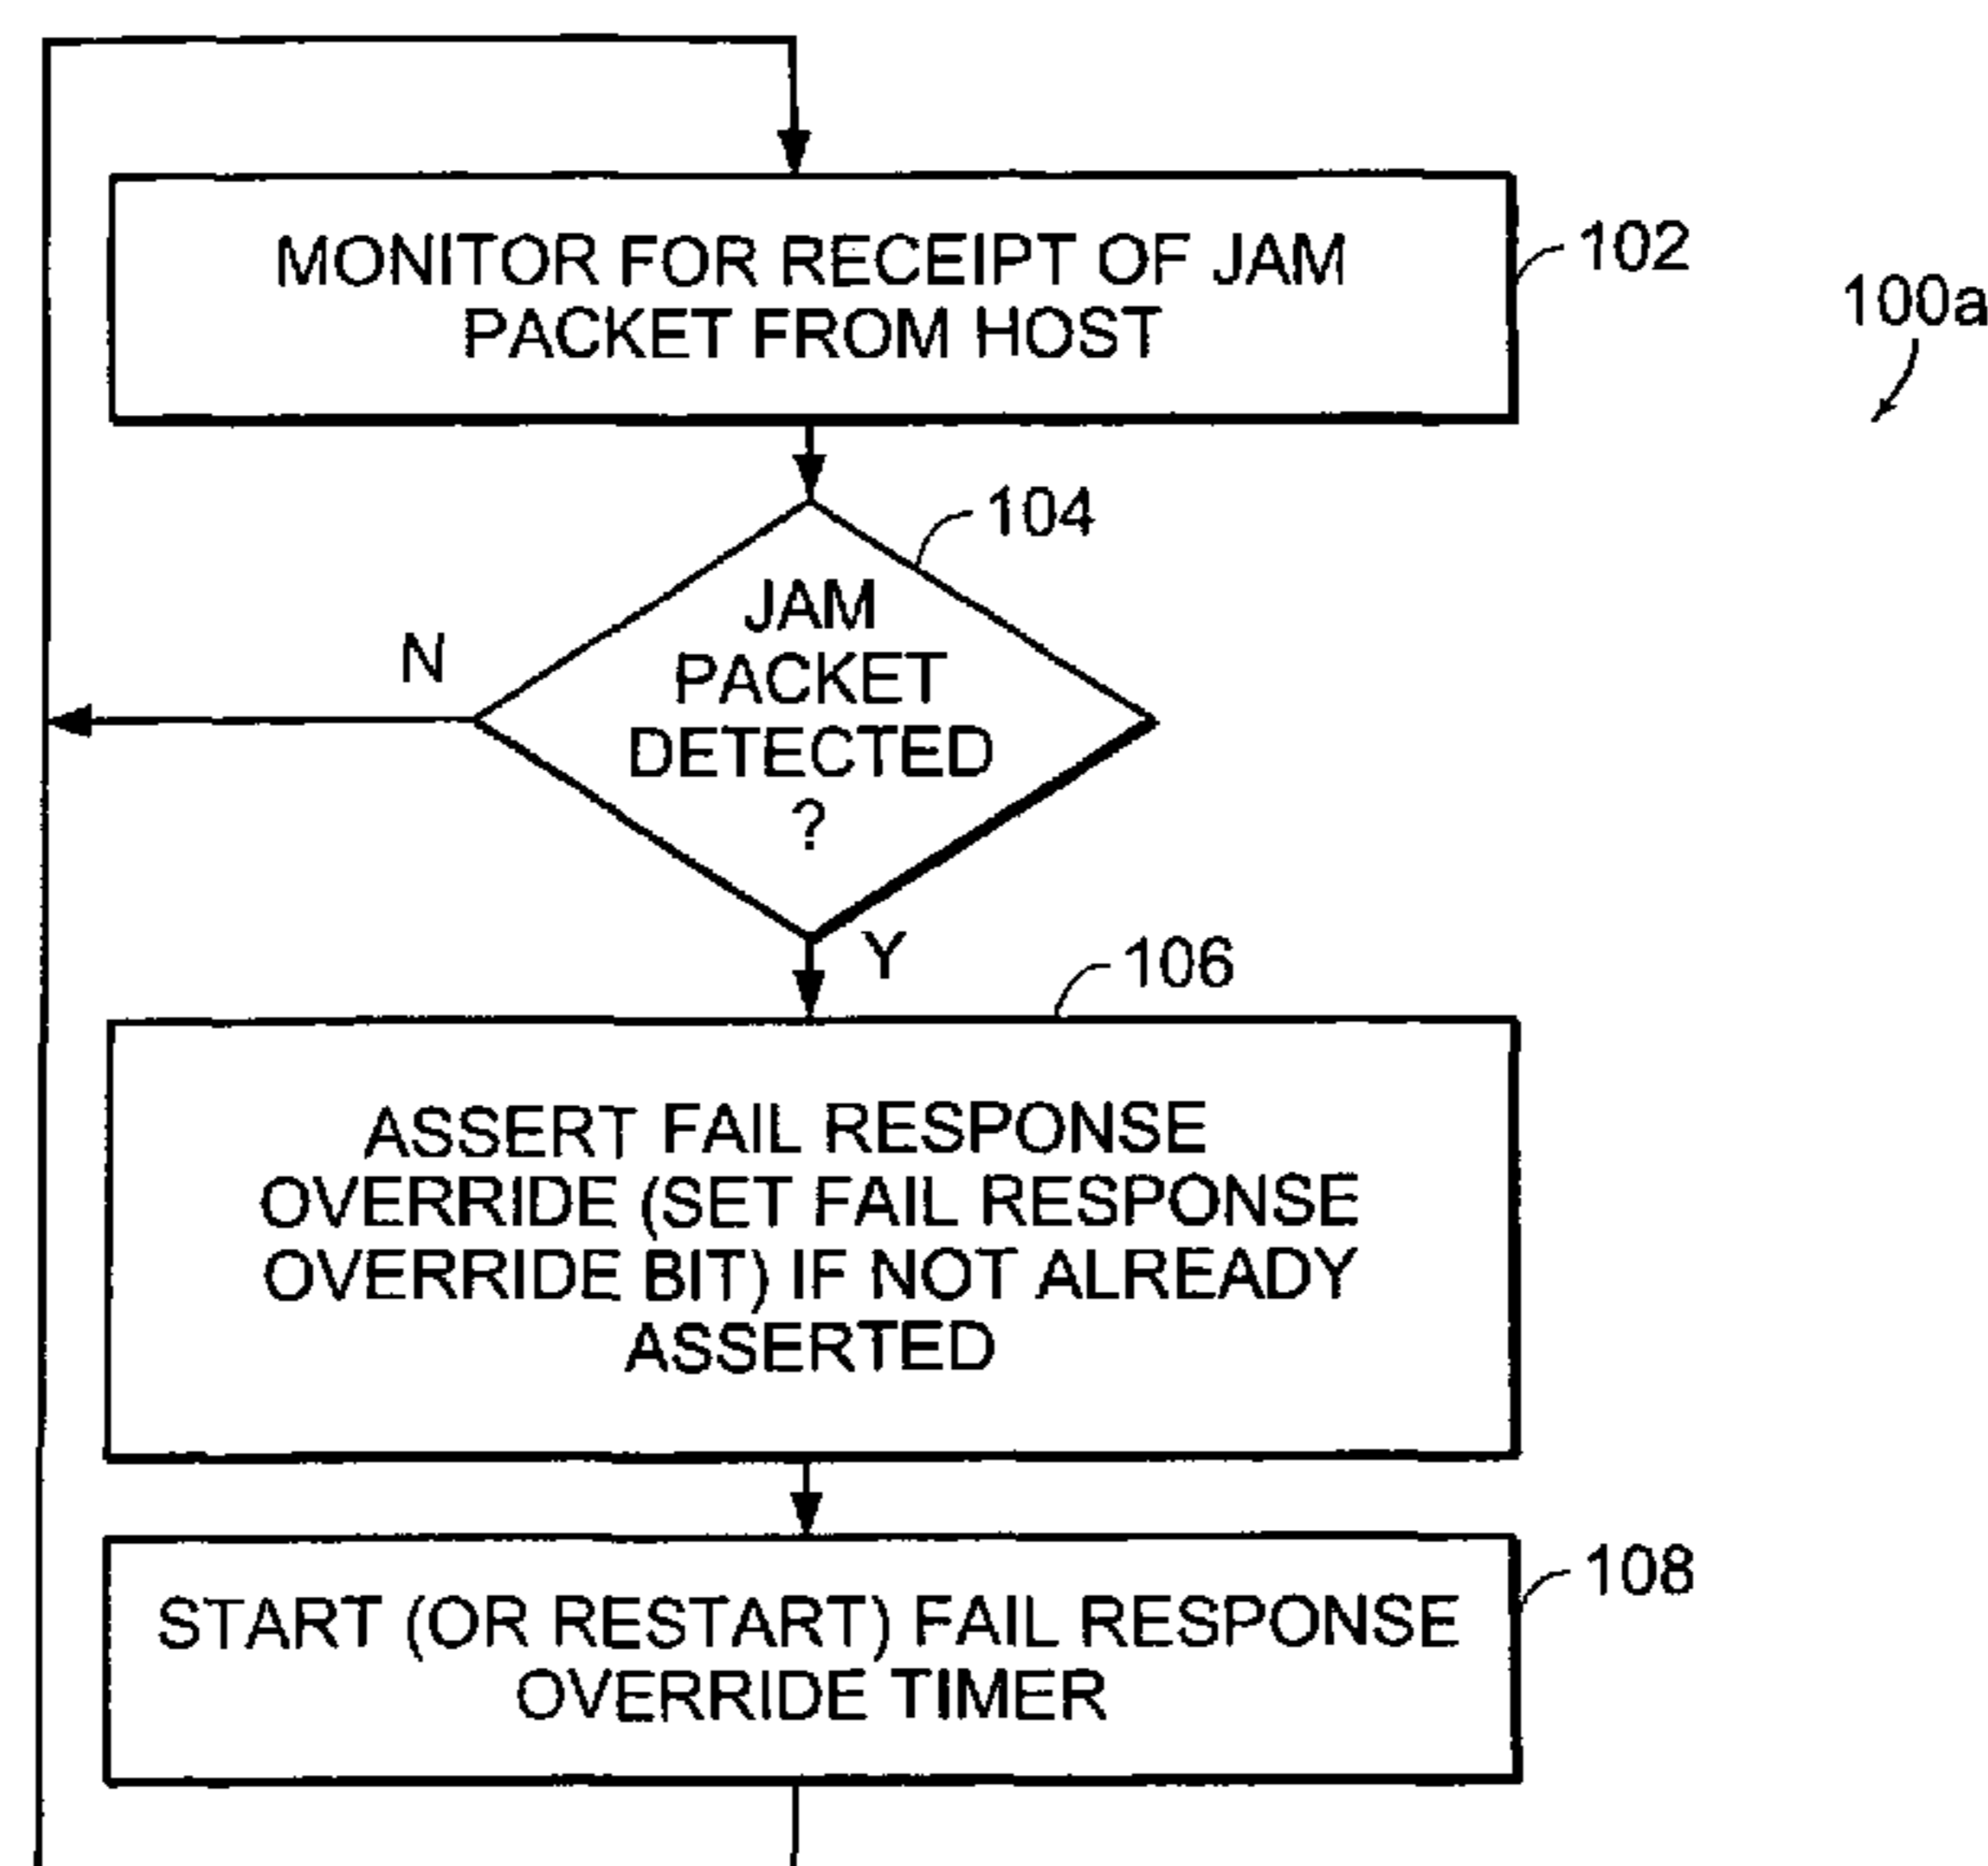 MONITOR FOR RECEIPT OF JAM
PACKET FROM HOST
102
100a
104
JAM
PACKET
DETECTED
?
N
Y
106
ASSERT FAIL RESPONSE
OVERRIDE (SET FAIL RESPONSE
OVERRIDE BIT) IF NOT ALREADY
ASSERTED
108
START (OR RESTART) FAIL RESPONSE
OVERRIDE TIMER